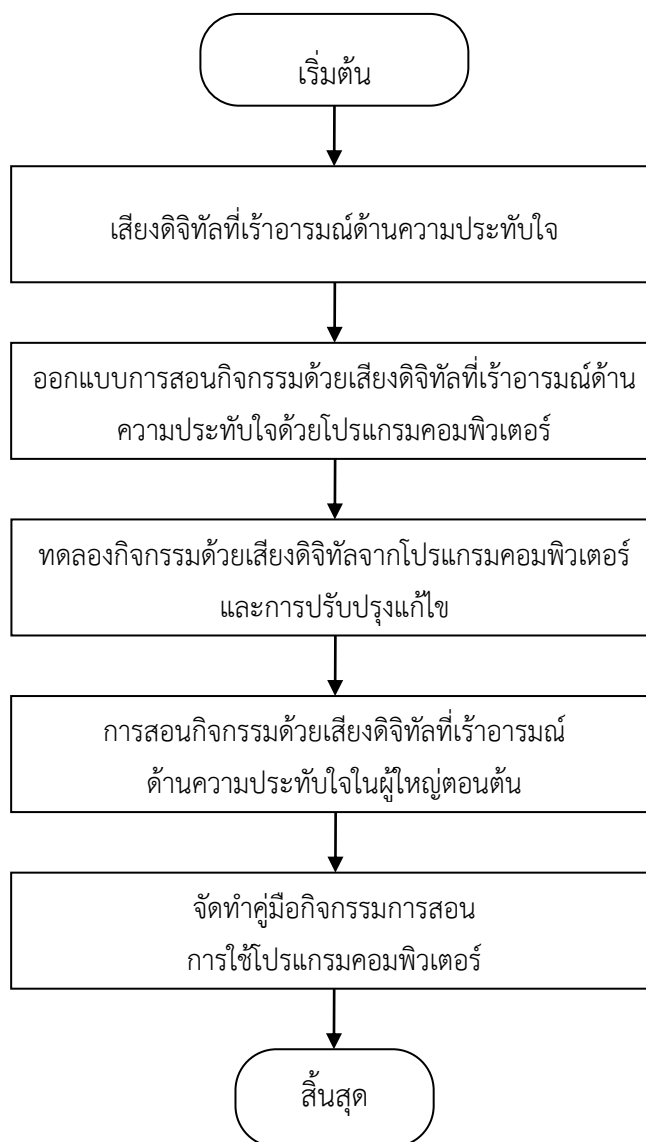 เริ่มต้น
เสียงดิจิทัลที่เร้าอารมณ์ด้านความประทับใจ
ออกแบบการสอนกิจกรรมด้วยเสียงดิจิทัลที่เร้าอารมณ์ด้าน
ความประทับใจด้วยโปรแกรมคอมพิวเตอร์
ทดลองกิจกรรมด้วยเสียงดิจิทัลจากโปรแกรมคอมพิวเตอร์
และการปรับปรุงแก้ไข
การสอนกิจกรรมด้วยเสียงดิจิทัลที่เร้าอารมณ์
ด้านความประทับใจในผู้ใหญ่ตอนต้น
จัดทำคู่มือกิจกรรมการสอน
การใช้โปรแกรมคอมพิวเตอร์
สิ้นสุด